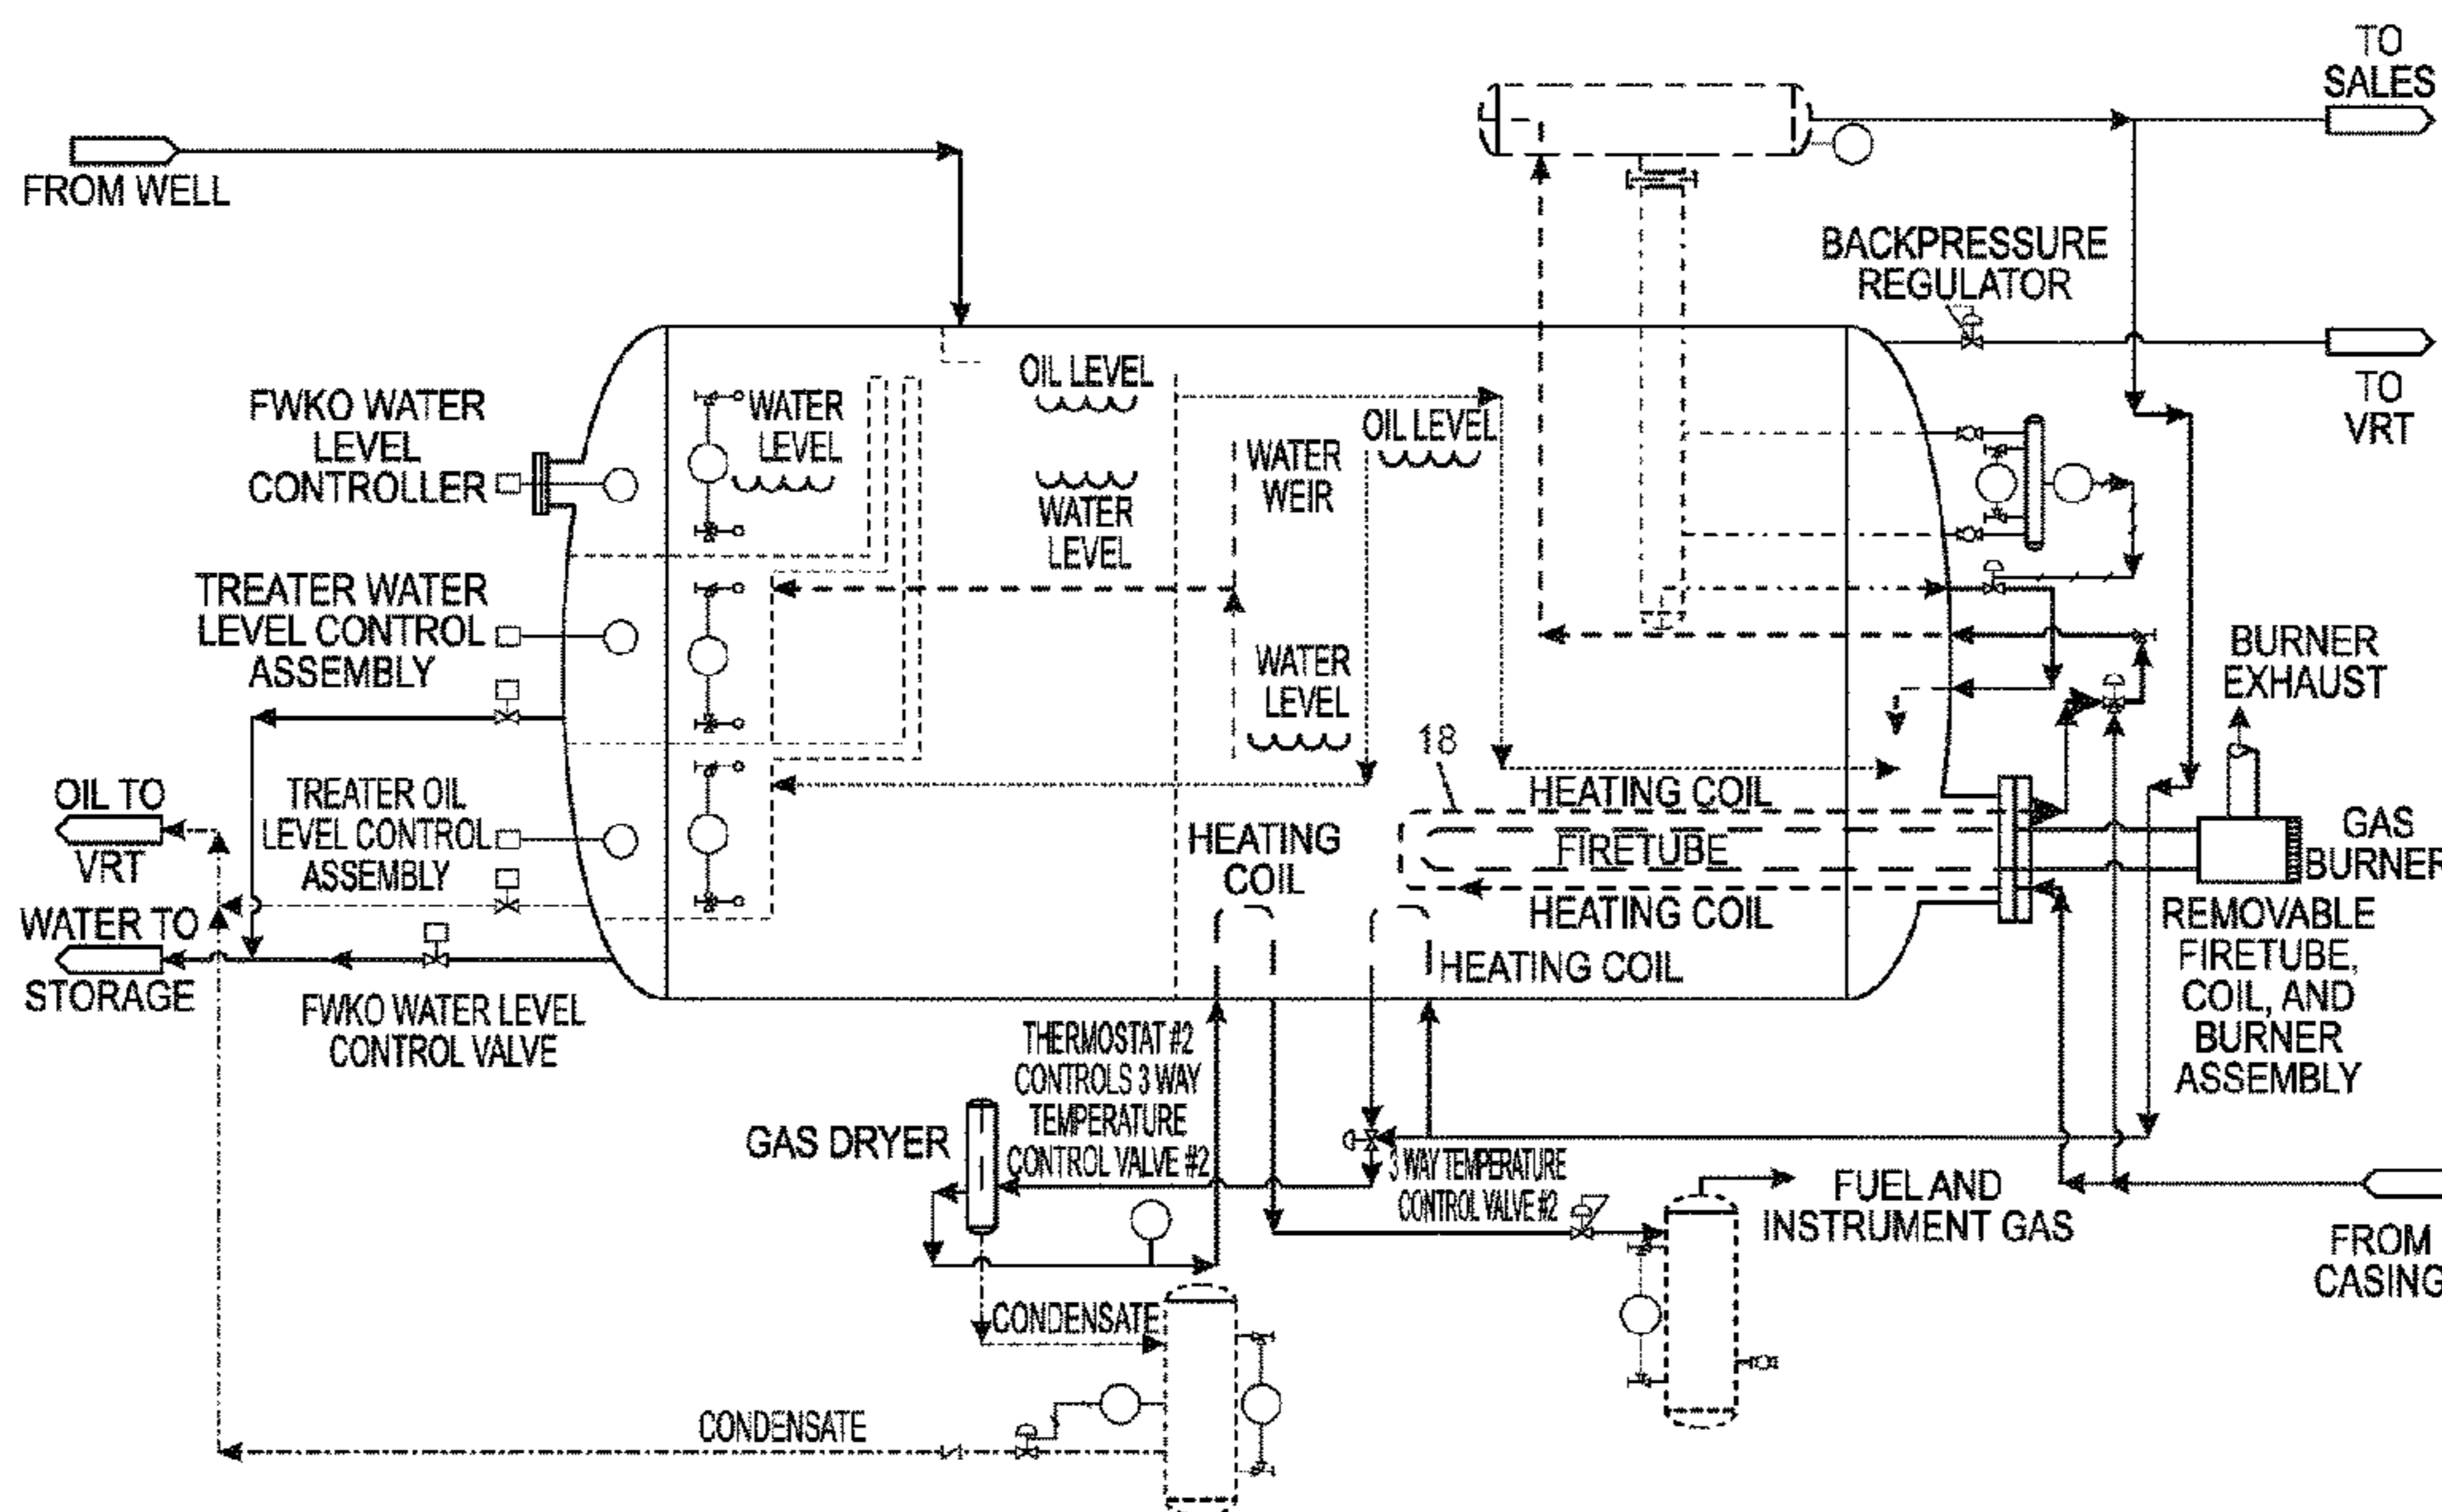 TO
SALES
FROM WELL
BACKPRESSURE
REGULATOR
TO
VRT
OIL LEVEL
FWKO WATER
LEVEL
CONTROLLER
WATER
LEVEL
OIL LEVEL
WATER
WEIR
WATER
LEVEL
TREATER WATER
LEVEL CONTROL
ASSEMBLY
WATER
LEVEL
BURNER
EXHAUST
18
OIL TO
VRT
TREATER OIL
LEVEL CONTROL
ASSEMBLY
HEATING COIL
HEATING
COIL
FIRETUBE
GAS
BURNER
HEATING COIL
WATER TO
STORAGE
HEATING COIL
REMOVABLE
FIRETUBE,
COIL, AND
BURNER
ASSEMBLY
FWKO WATER LEVEL
CONTROL VALVE
THERMOSTAT #2
CONTROLS 3 WAY
TEMPERATURE
CONTROL VALVE #2
GAS DRYER
3 WAY TEMPERATURE
CONTROL VALVE #2
FUEL AND
INSTRUMENT GAS
FROM
CASING
CONDENSATE
CONDENSATE